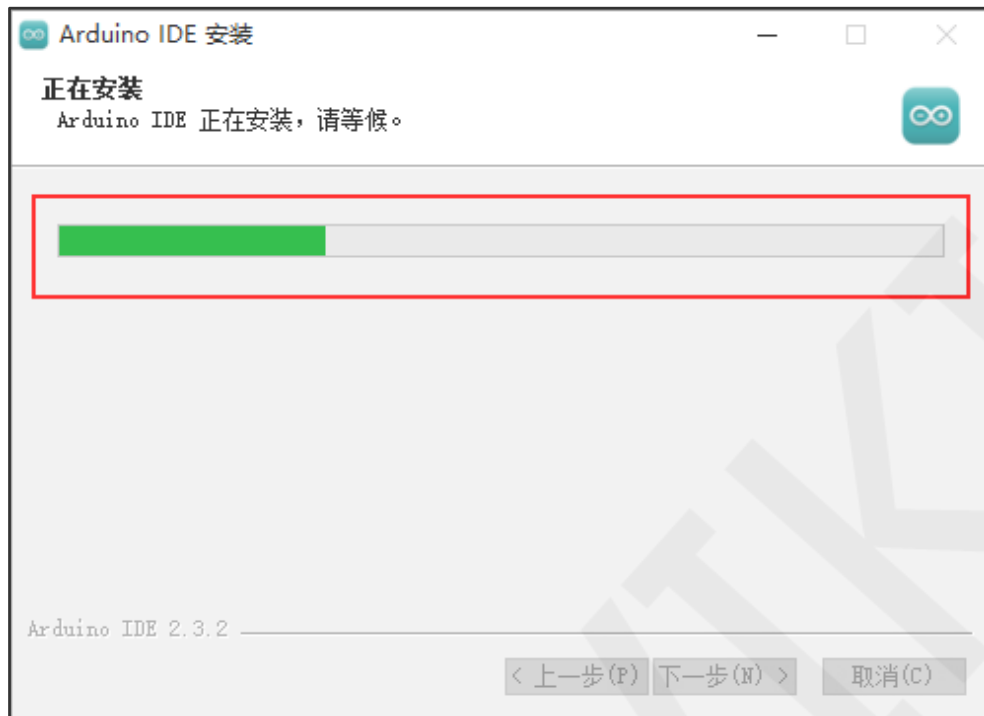 Arduino IDE 安装
正在安装
Arduino IDE 正在安装，请等候。
Arduino IDE 2.3.2
< 上一步(P) 下一步(N) > 取消(C)